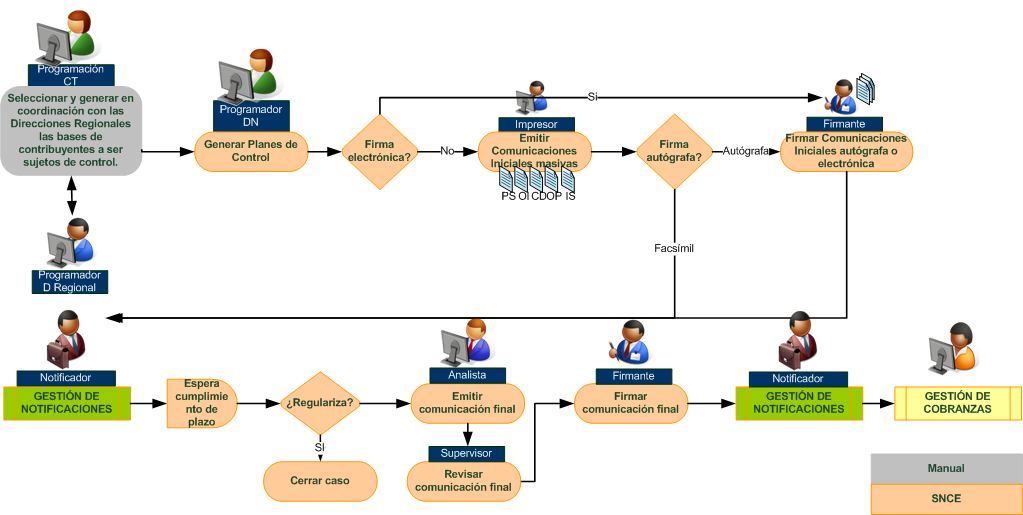 Programación
CT
Seleccionar y generar en
coordinación con las
Direcciones Regionales
las bases de
contribuyentes a ser
sujetos de control.
Programador
D Regional
Programador
DN
Generar Planes de
Control
Firma
electrónica?
Si
No
Impresor
Emitir
Comunicaciones
Iniciales masivas
PS OI CD OP IS
Firma
autógrafa?
Autógrafa
Facsímil
Firmante
Firmar Comunicaciones
Iniciales autógrafa o
electrónica
Notificador
GESTIÓN DE
NOTIFICACIONES
Espera
cumplimie
nto de
plazo
¿Regulariza?
SI
Cerrar caso
Analista
Emitir
comunicación final
Supervisor
Revisar
comunicación final
Firmante
Firmar
comunicación final
Notificador
GESTIÓN DE
NOTIFICACIONES
GESTIÓN DE
COBRANZAS
Manual
SNCE